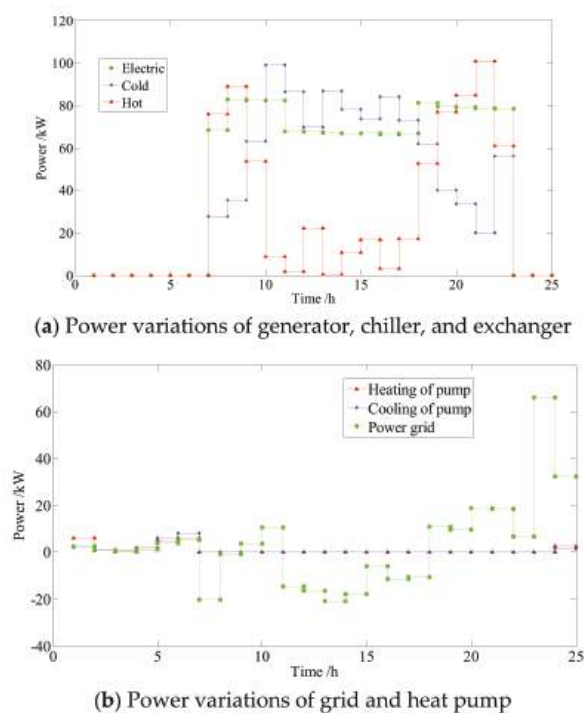 120
100
80
60
40
20
0
Power /kW
Electric
Cold
Hot
0 5 10 15 20 25
Time /h
(a) Power variations of generator, chiller, and exchanger
80
60
40
20
0
-20
-40
Power /kW
Heating of pump
Cooling of pump
Power grid
0 5 10 15 20 25
Time /h
(b) Power variations of grid and heat pump